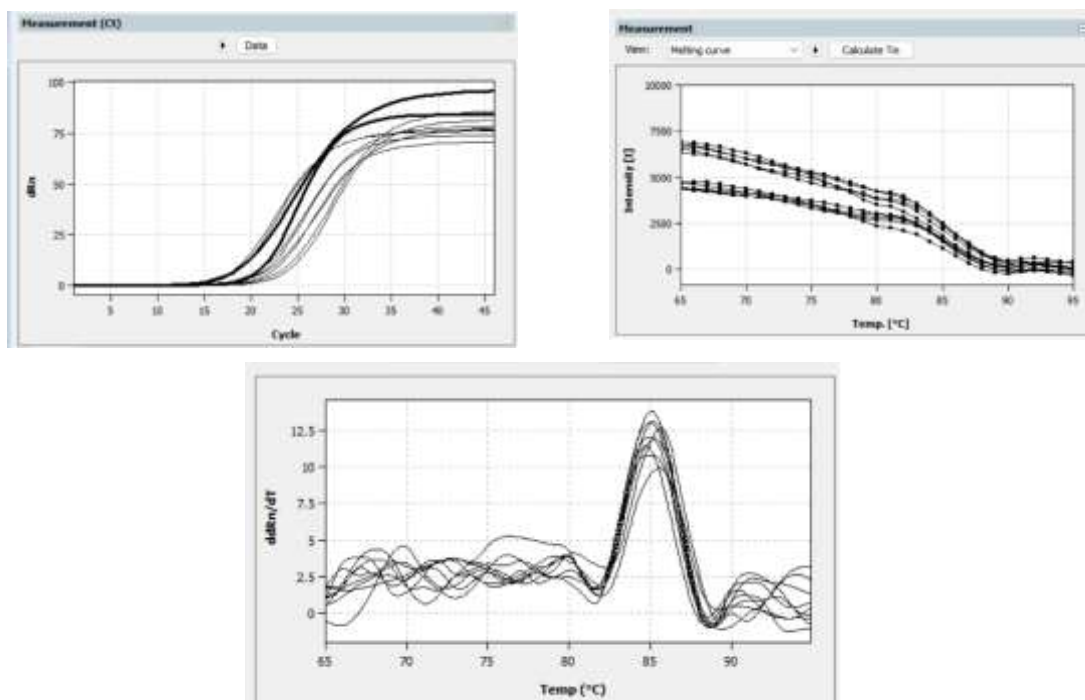 Measurement (Ct)
Data
100
75
50
25
0
dRn
5 10 15 20 25 30 35 40 45
Cycle
Measurement
View: Melting curve Calculate Tm
20000
7500
5000
2500
0
Intensity [I]
65 70 75 80 85 90 95
Temp. [°C]
12.5
10
7.5
5
2.5
0
ddRn/dT
65 70 75 80 85 90
Temp (°C)